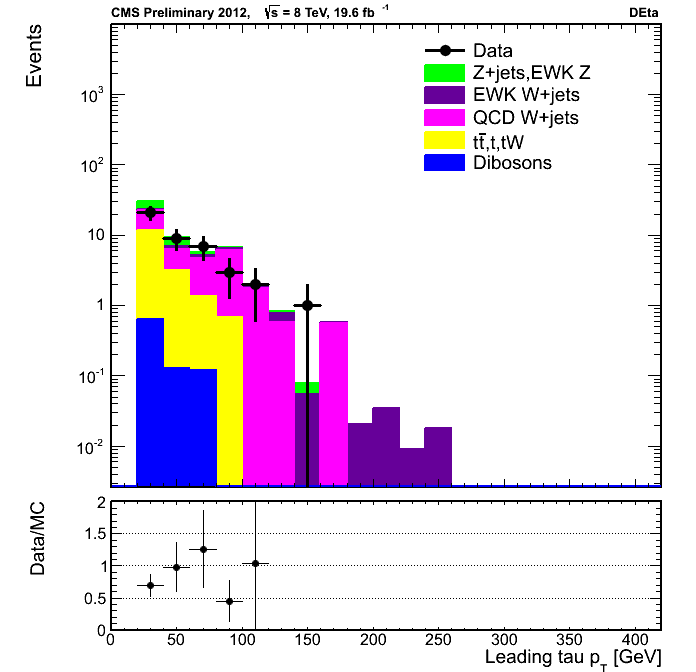 CMS Preliminary 2012, √s = 8 TeV, 19.6 fb⁻¹ DEta
Events
Data
Z+jets,EWK Z
EWK W+jets
QCD W+jets
tt̄,t,tW
Dibosons
10³
10²
10
1
10⁻¹
10⁻²
Data/MC
2
1.5
1
0.5
0
0 50 100 150 200 250 300 350 400
Leading tau p_T [GeV]